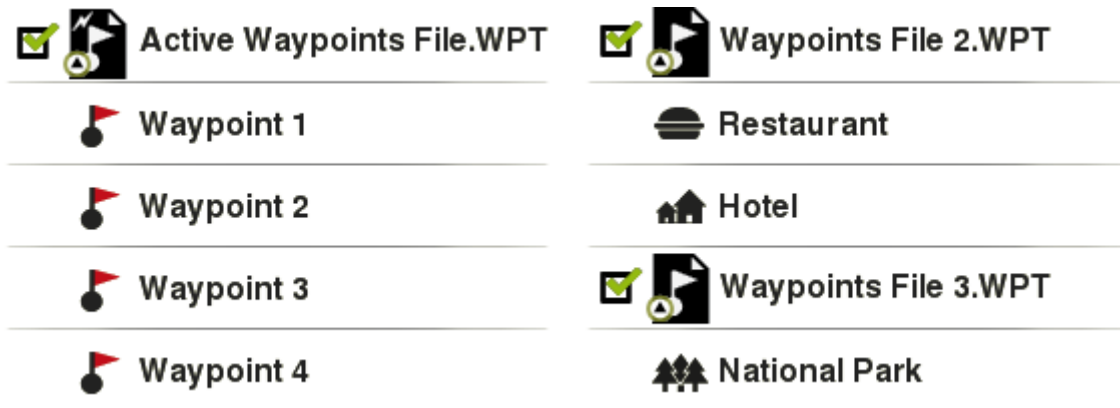 Active Waypoints File.WPT
Waypoint 1
Waypoint 2
Waypoint 3
Waypoint 4
Waypoints File 2.WPT
Restaurant
Hotel
Waypoints File 3.WPT
National Park